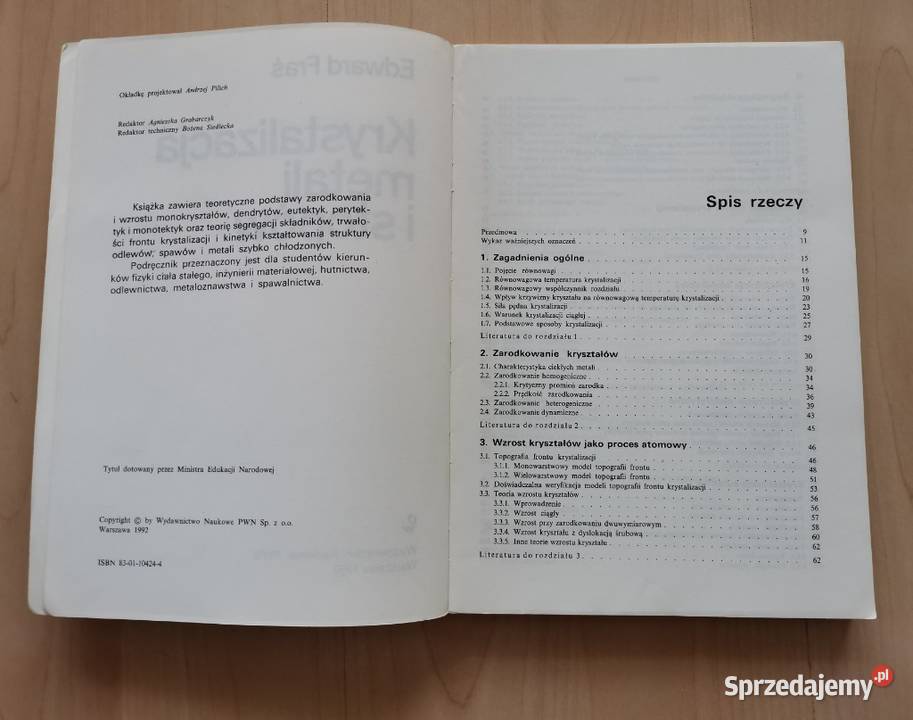 Okładkę projektował Andrzej Pilich
Redaktor Agnieszka Grabarczyk
Redaktor techniczny Bożena Siedlecka
Książka zawiera teoretyczne podstawy zarodkowania
i wzrostu monokryształów, dendrytów, eutektyk, perytek-
tyk i monotektyk oraz teorię segregacji składników, trwało-
ści frontu krystalizacji i kinetyki kształtowania struktury
odlewów, spawów i metali szybko chłodzonych.
Podręcznik przeznaczony jest dla studentów kierun-
ków fizyki ciała stałego, inżynierii materiałowej, hutnictwa,
odlewnictwa, metaloznawstwa i spawalnictwa.
Tytuł dotowany przez Ministra Edukacji Narodowej
Copyright © by Wydawnictwo Naukowe PWN Sp. z o.o.
Warszawa 1992
ISBN 83-01-10424-4
Spis rzeczy
Przedmowa 9
Wykaz ważniejszych oznaczeń 11
1. Zagadnienia ogólne 15
1.1. Pojęcie równowagi 15
1.2. Równowagowa temperatura krystalizacji 16
1.3. Równowagowy współczynnik rozdziału 19
1.4. Wpływ krzywizny kryształu na równowagową temperaturę krystalizacji 20
1.5. Siła pędna krystalizacji 23
1.6. Warunek krystalizacji ciągłej 25
1.7. Podstawowe sposoby krystalizacji 27
Literatura do rozdziału 1 29
2. Zarodkowanie kryształów 30
2.1. Charakterystyka ciekłych metali 30
2.2. Zarodkowanie homogeniczne 31
2.2.1. Krytyczny promień zarodka 34
2.2.2. Prędkość zarodkowania 36
2.3. Zarodkowanie heterogeniczne 39
2.4. Zarodkowanie dynamiczne 43
Literatura do rozdziału 2 45
3. Wzrost kryształów jako proces atomowy 46
3.1. Topografia frontu krystalizacji 46
3.1.1. Monowarstwowy model topografii frontu 48
3.1.2. Wielowarstwowy model topografii frontu 51
3.2. Doświadczalna weryfikacja modeli topografii frontu krystalizacji 53
3.3. Teoria wzrostu kryształów 56
3.3.1. Wprowadzenie 56
3.3.2. Wzrost ciągły 57
3.3.3. Wzrost przy zarodkowaniu dwuwymiarowym 58
3.3.4. Wzrost kryształu z dyslokacją śrubową 60
3.3.5. Inne teorie wzrostu kryształu 62
Literatura do rozdziału 3 62
Sprzedajemy.pl